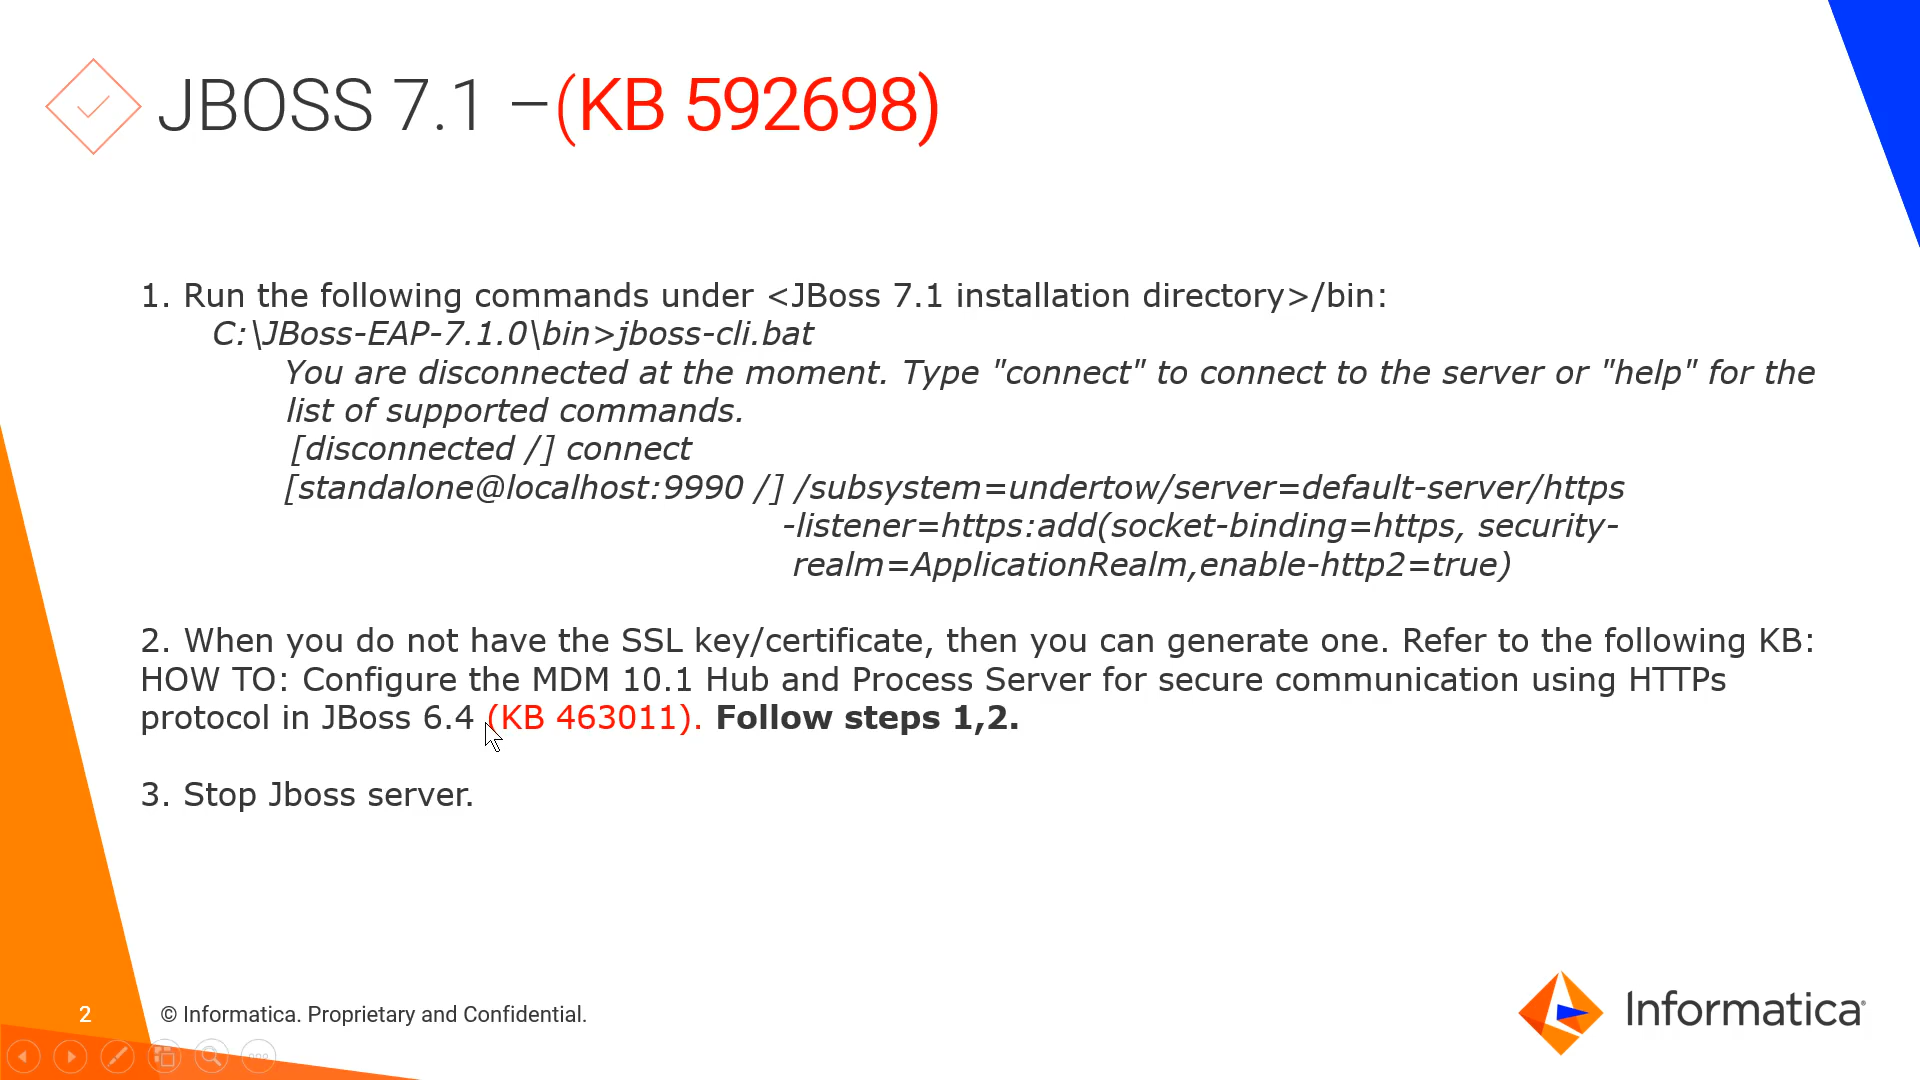 JBOSS 7.1 –(KB 592698)
1. Run the following commands under <JBoss 7.1 installation directory>/bin:
C:\JBoss-EAP-7.1.0\bin>jboss-cli.bat
You are disconnected at the moment. Type "connect" to connect to the server or "help" for the
list of supported commands.
[disconnected /] connect
[standalone@localhost:9990 /] /subsystem=undertow/server=default-server/https
-listener=https:add(socket-binding=https, security-
realm=ApplicationRealm,enable-http2=true)
2. When you do not have the SSL key/certificate, then you can generate one. Refer to the following KB:
HOW TO: Configure the MDM 10.1 Hub and Process Server for secure communication using HTTPs
protocol in JBoss 6.4 (KB 463011). Follow steps 1,2.
3. Stop Jboss server.
2
© Informatica. Proprietary and Confidential.
Informatica®